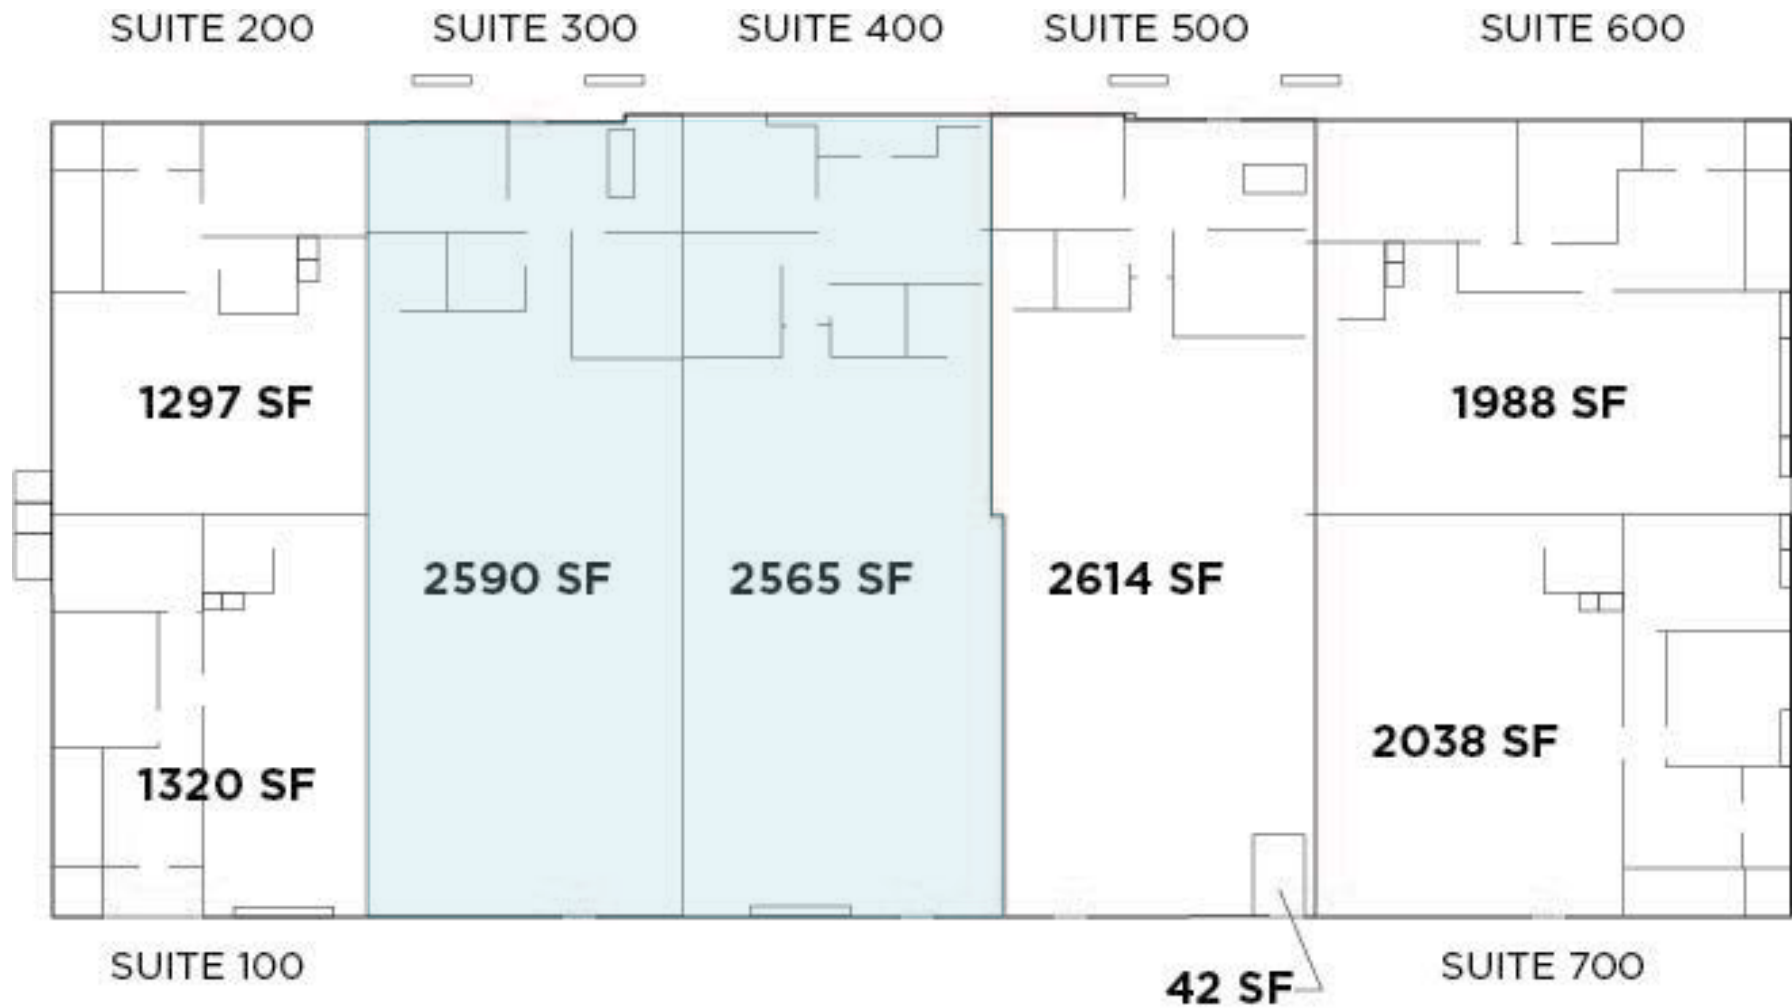 SUITE 200
SUITE 300
SUITE 400
SUITE 500
SUITE 600
1297 SF
1988 SF
2590 SF
2565 SF
2614 SF
2038 SF
1320 SF
SUITE 100
42 SF
SUITE 700